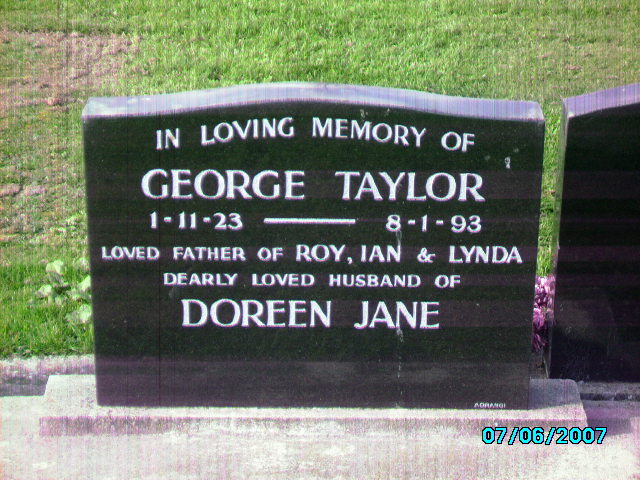 IN LOVING MEMORY OF
GEORGE TAYLOR
1-11-23 — 8-1-93
LOVED FATHER OF ROY, IAN & LYNDA
DEARLY LOVED HUSBAND OF
DOREEN JANE
AORANGI
07/06/2007